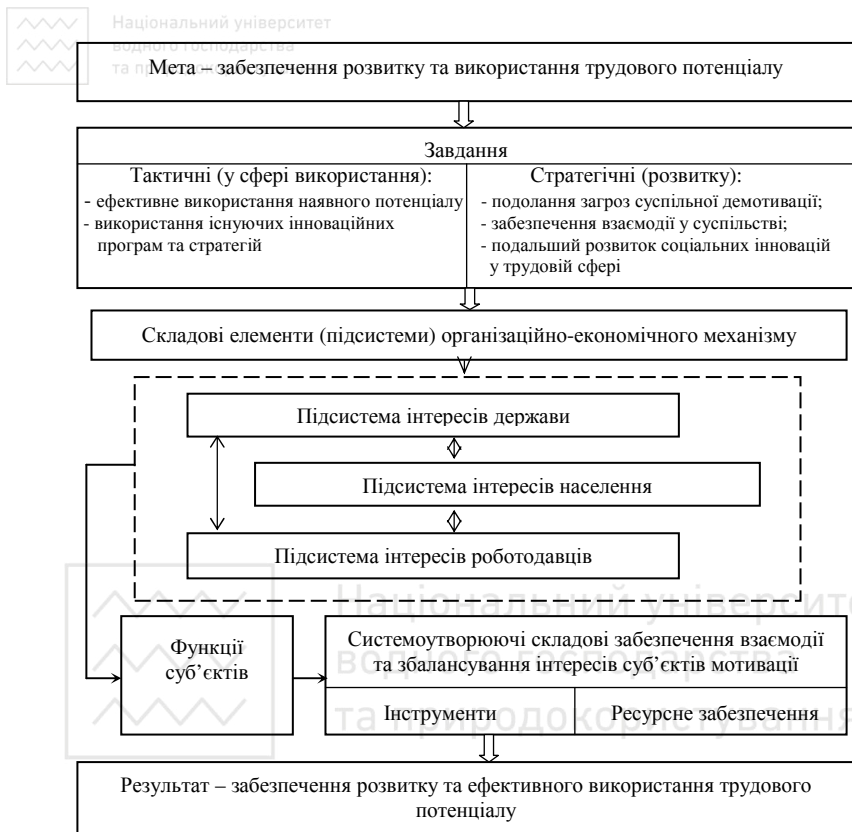 Національний університет
водного господарства
та природокористування
Мета – забезпечення розвитку та використання трудового потенціалу
Завдання
Тактичні (у сфері використання):
- ефективне використання наявного потенціалу
- використання існуючих інноваційних
програм та стратегій
Стратегічні (розвитку):
- подолання загроз суспільної демотивації;
- забезпечення взаємодії у суспільстві;
- подальший розвиток соціальних інновацій
у трудовій сфері
Складові елементи (підсистеми) організаційно-економічного механізму
Підсистема інтересів держави
Підсистема інтересів населення
Підсистема інтересів роботодавців
Національний університет
водного господарства
та природокористування
Функції
суб’єктів
Системоутворюючі складові забезпечення взаємодії
та збалансування інтересів суб’єктів мотивації
Інструменти
Ресурсне забезпечення
Результат – забезпечення розвитку та ефективного використання трудового
потенціалу